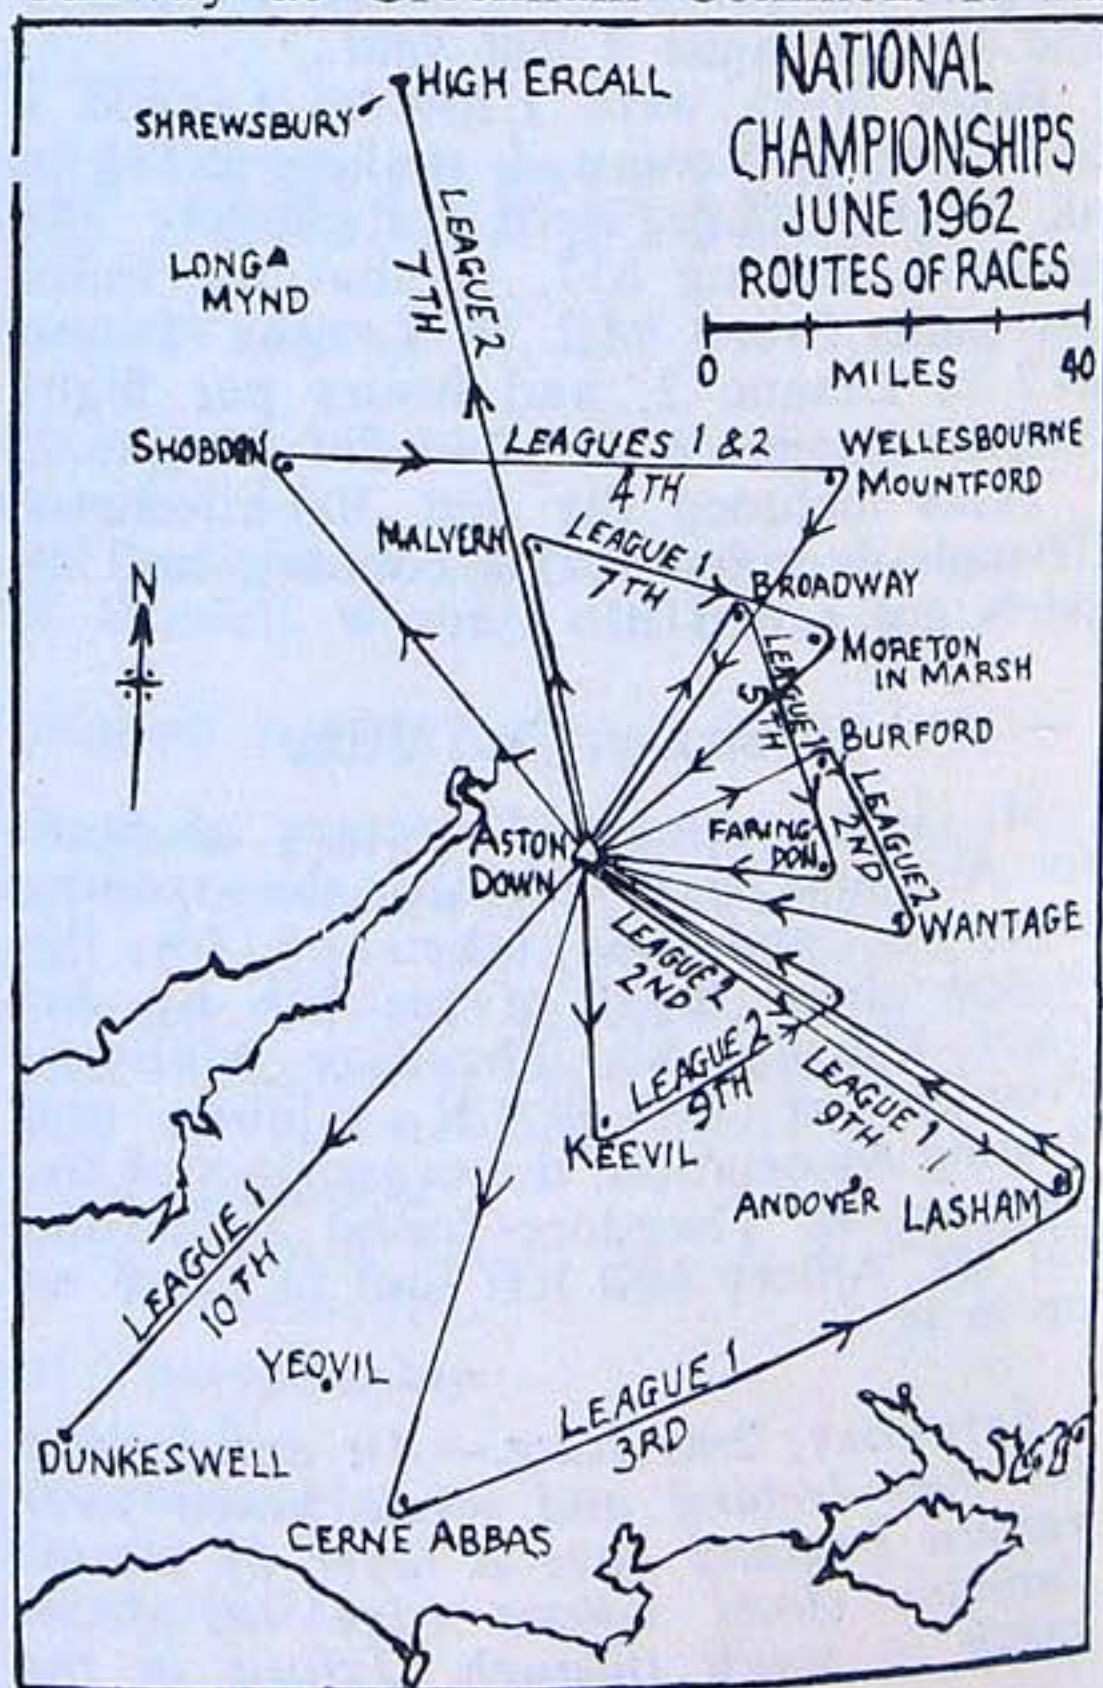 NATIONAL
CHAMPIONSHIPS
JUNE 1962
ROUTES OF RACES
0 40
MILES
HIGH ERCALL
SHREWSBURY
LEAGUE 2
7TH
LONG
MYND
SHOBDON
LEAGUES 1 & 2
4TH
WELLESBOURNE
MOUNTFORD
MALVERN
LEAGUE 1
7TH
BROADWAY
N
MORETON
IN MARSH
LEAGUE 1
5TH
BURFORD
LEAGUE 2
2ND
FARING-
DON
ASTON
DOWN
WANTAGE
LEAGUE 2
2ND
LEAGUE 2
9TH
LEAGUE 1
9TH
KEEVIL
ANDOVER
LASHAM
LEAGUE 1
10TH
YEOVIL
LEAGUE 1
3RD
DUNKESWELL
CERNE ABBAS